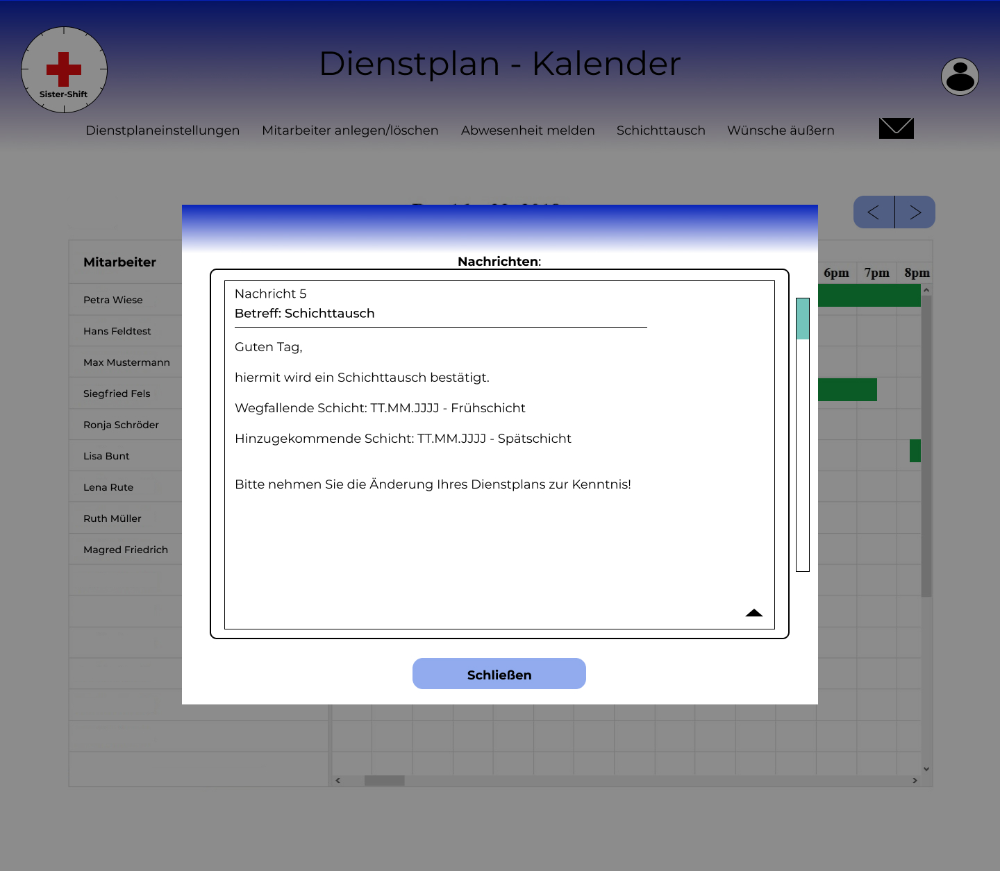 Dienstplan - Kalender
Sister-Shift
Dienstplaneinstellungen
Mitarbeiter anlegen/löschen
Abwesenheit melden
Schichttausch
Wünsche äußern
Nachrichten:
Mitarbeiter
6pm
7pm
8pm
Petra Wiese
Hans Feldtest
Max Mustermann
Siegfried Fels
Ronja Schröder
Lisa Bunt
Lena Rute
Ruth Müller
Magred Friedrich
Nachricht 5
Betreff: Schichttausch
Guten Tag,
hiermit wird ein Schichttausch bestätigt.
Wegfallende Schicht: TT.MM.JJJJ - Frühschicht
Hinzugekommende Schicht: TT.MM.JJJJ - Spätschicht
Bitte nehmen Sie die Änderung Ihres Dienstplans zur Kenntnis!
Schließen